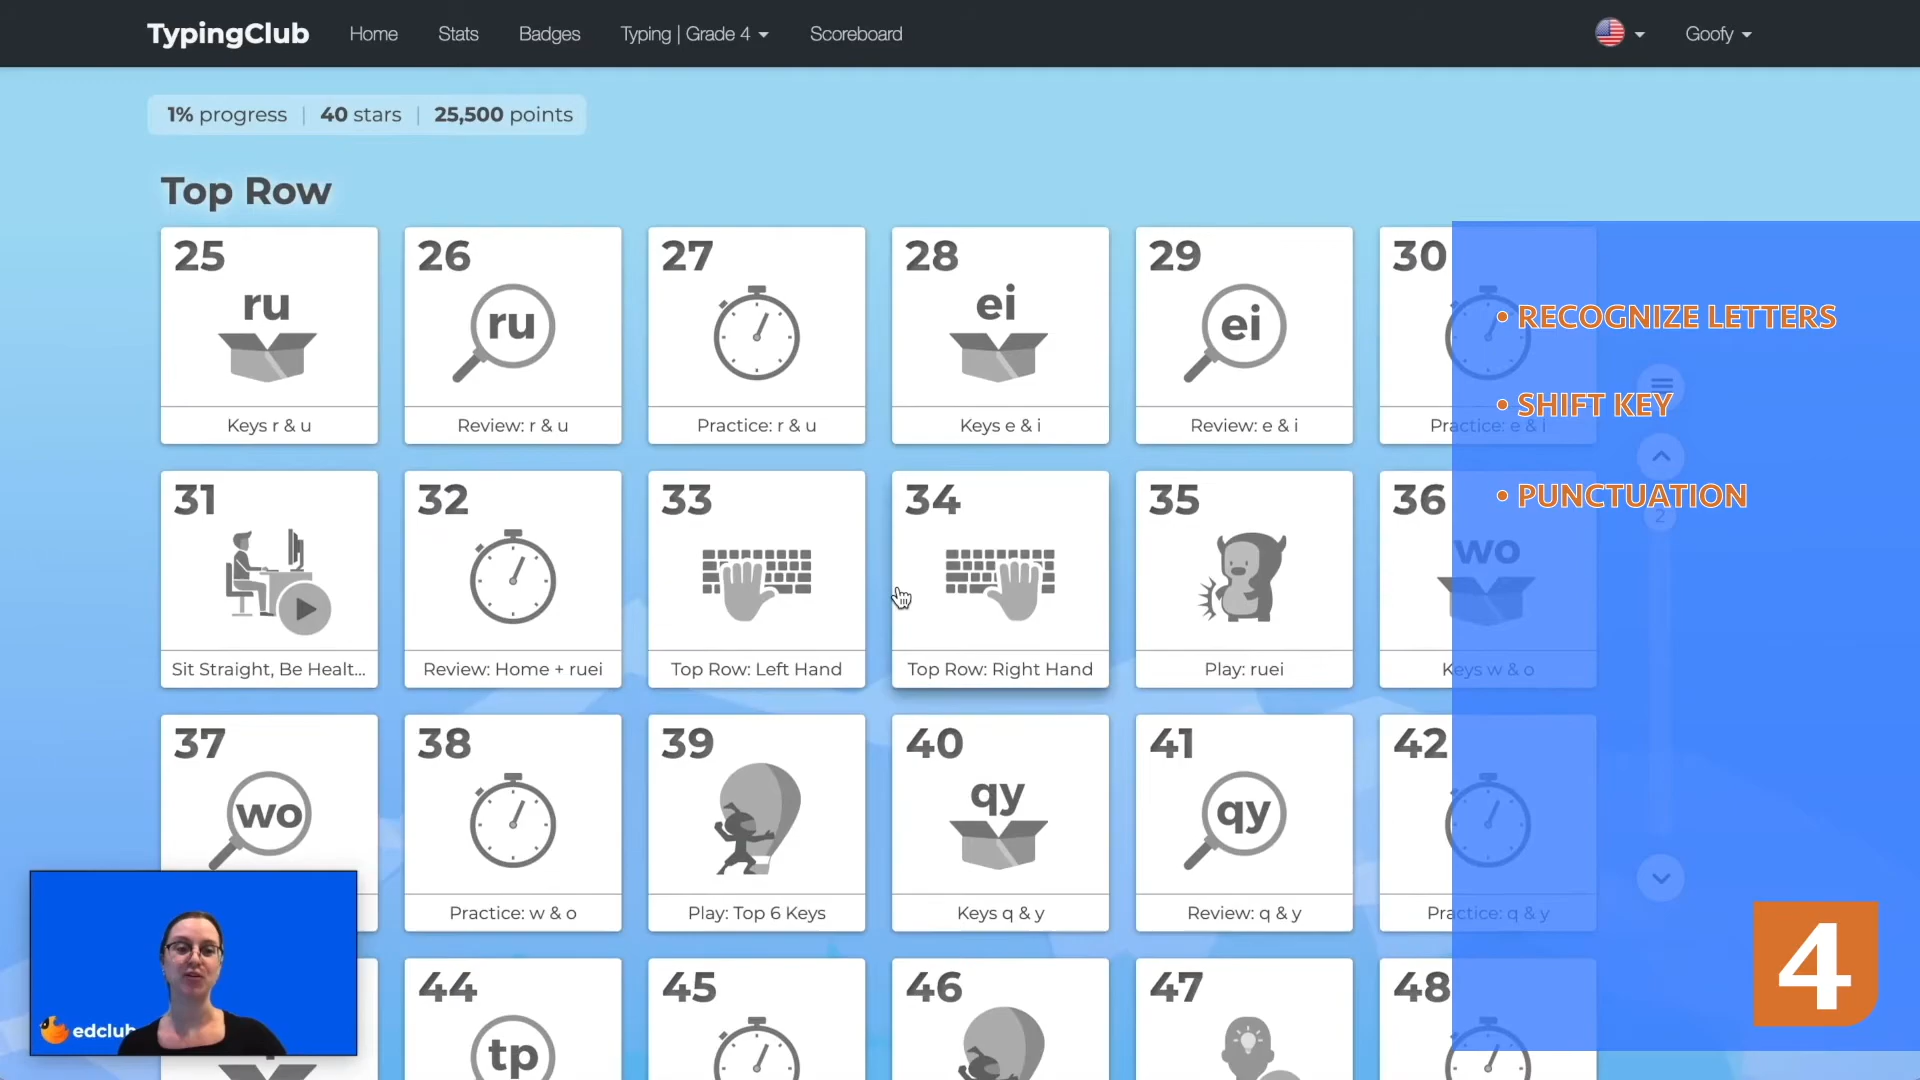 TypingClub Home Stats Badges Typing | Grade 4 Scoreboard Goofy
1% progress | 40 stars | 25,500 points
Top Row
25 26 27 28 29 30
ru ru ei ei
Keys r & u Review: r & u Practice: r & u Keys e & i Review: e & i Practice: e & i
31 32 33 34 35 36
wo
Sit Straight, Be Healt... Review: Home + ruei Top Row: Left Hand Top Row: Right Hand Play: ruei Keys w & o
37 38 39 40 41 42
wo qy qy
Practice: w & o Play: Top 6 Keys Keys q & y Review: q & y Practice: q & y
44 45 46 47 48
tp
• RECOGNIZE LETTERS
• SHIFT KEY
• PUNCTUATION
2
4
edclub